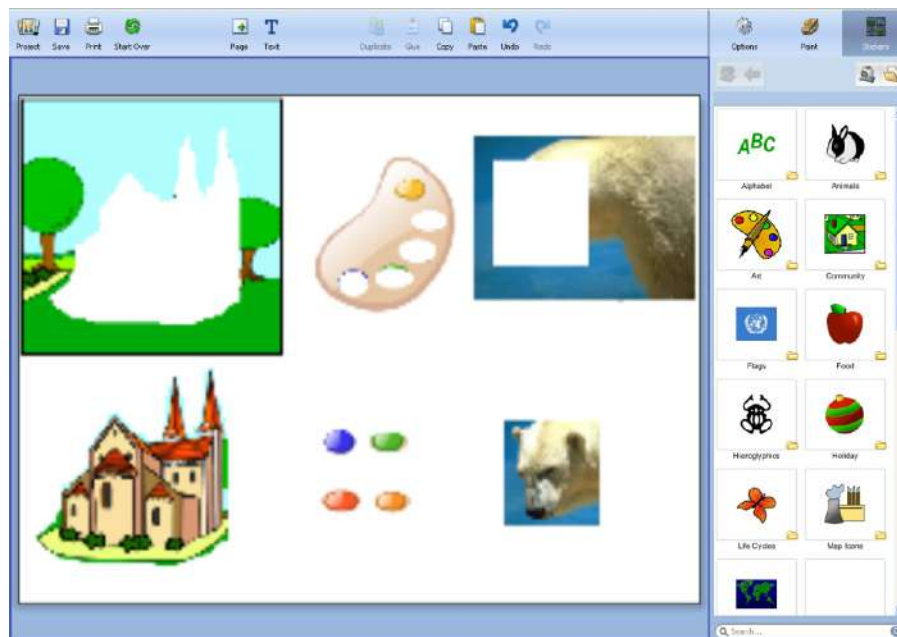 Project Save Print Start Over Page Text Duplicate Glue Copy Paste Undo Redo Options Paint Stickers
ABC
Alphabet Animals
Art Community
Flags Food
Hieroglyphics Holiday
Life Cycles Map Icons
Search...